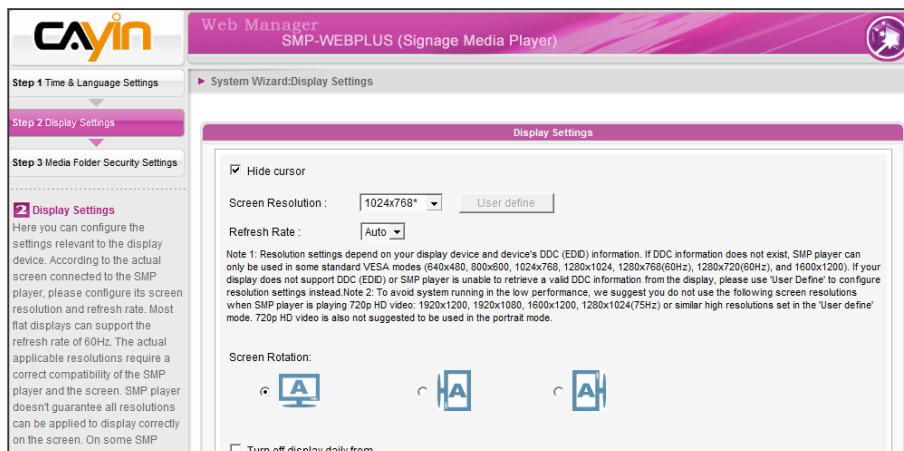 CAYIN
Web Manager
SMP-WEBPLUS (Signage Media Player)
Step 1 Time & Language Settings
Step 2 Display Settings
Step 3 Media Folder Security Settings
2 Display Settings
Here you can configure the
settings relevant to the display
device. According to the actual
screen connected to the SMP
player, please configure its screen
resolution and refresh rate. Most
flat displays can support the
refresh rate of 60Hz. The actual
applicable resolutions require a
correct compatibility of the SMP
player and the screen. SMP player
doesn't guarantee all resolutions
can be applied to display correctly
on the screen. On some SMP
System Wizard:Display Settings
Display Settings
Hide cursor
Screen Resolution : 1024x768* User define
Refresh Rate : Auto
Note 1: Resolution settings depend on your display device and device's DDC (EDID) information. If DDC information does not exist, SMP player can
only be used in some standard VESA modes (640x480, 800x600, 1024x768, 1280x1024, 1280x768(60Hz), 1280x720(60Hz), and 1600x1200). If your
display does not support DDC (EDID) or SMP player is unable to retrieve a valid DDC information from the display, please use 'User Define' to configure
resolution settings instead.Note 2: To avoid system running in the low performance, we suggest you do not use the following screen resolutions
when SMP player is playing 720p HD video: 1920x1200, 1920x1080, 1600x1200, 1280x1024(75Hz) or similar high resolutions set in the 'User define'
mode. 720p HD video is also not suggested to be used in the portrait mode.
Screen Rotation:
A A A
Turn off display daily from